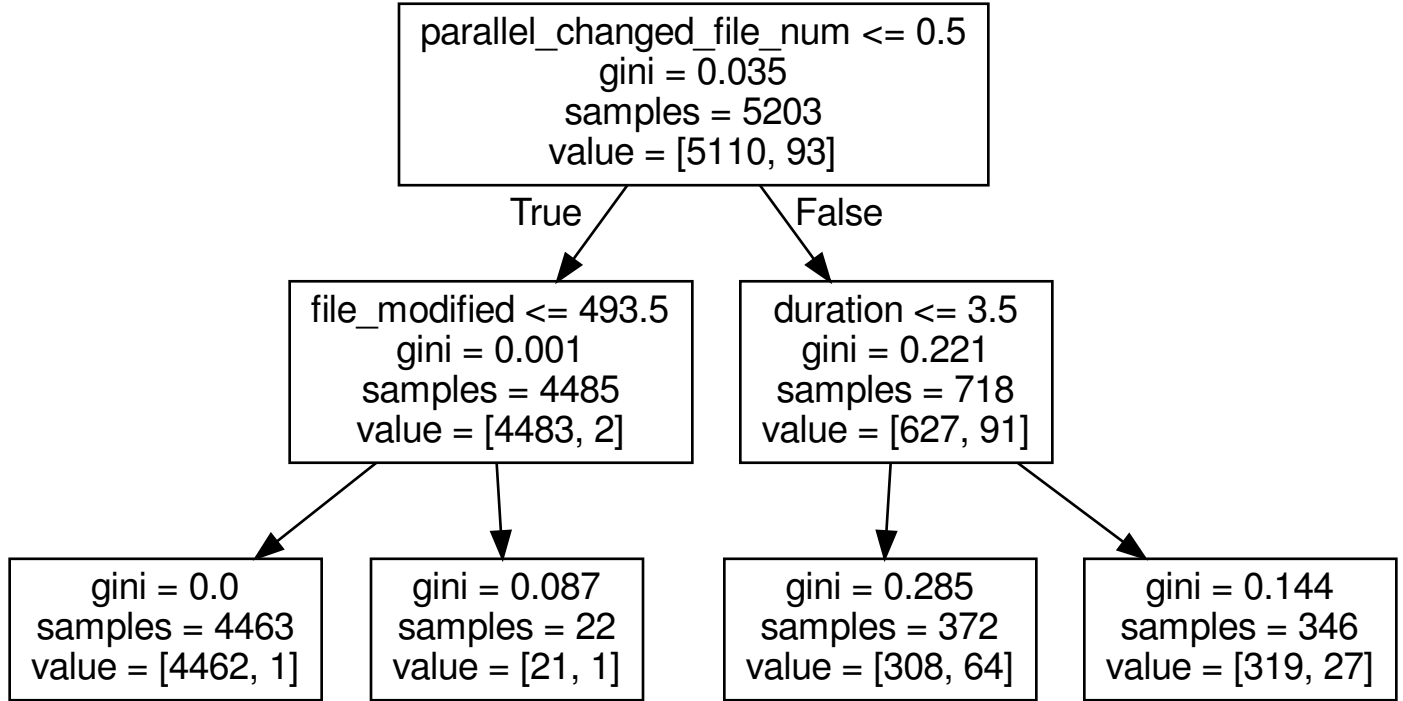 parallel_changed_file_num <= 0.5
gini = 0.035
samples = 5203
value = [5110, 93]
True
False
file_modified <= 493.5
gini = 0.001
samples = 4485
value = [4483, 2]
duration <= 3.5
gini = 0.221
samples = 718
value = [627, 91]
gini = 0.0
samples = 4463
value = [4462, 1]
gini = 0.087
samples = 22
value = [21, 1]
gini = 0.285
samples = 372
value = [308, 64]
gini = 0.144
samples = 346
value = [319, 27]